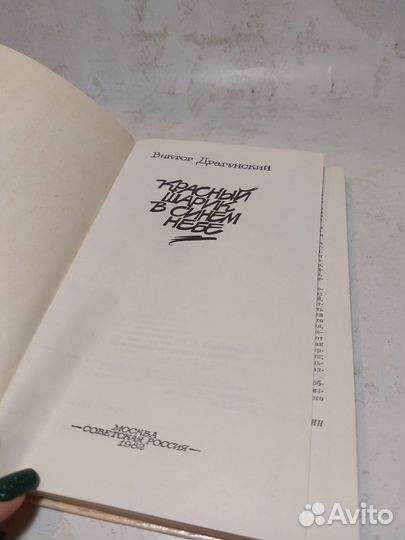 Виктор Драгунский
КРАСНЫЙ
ШАРИК
В СИНЕМ
НЕБЕ
МОСКВА
—СОВЕТСКАЯ РОССИЯ—
1982
Avito